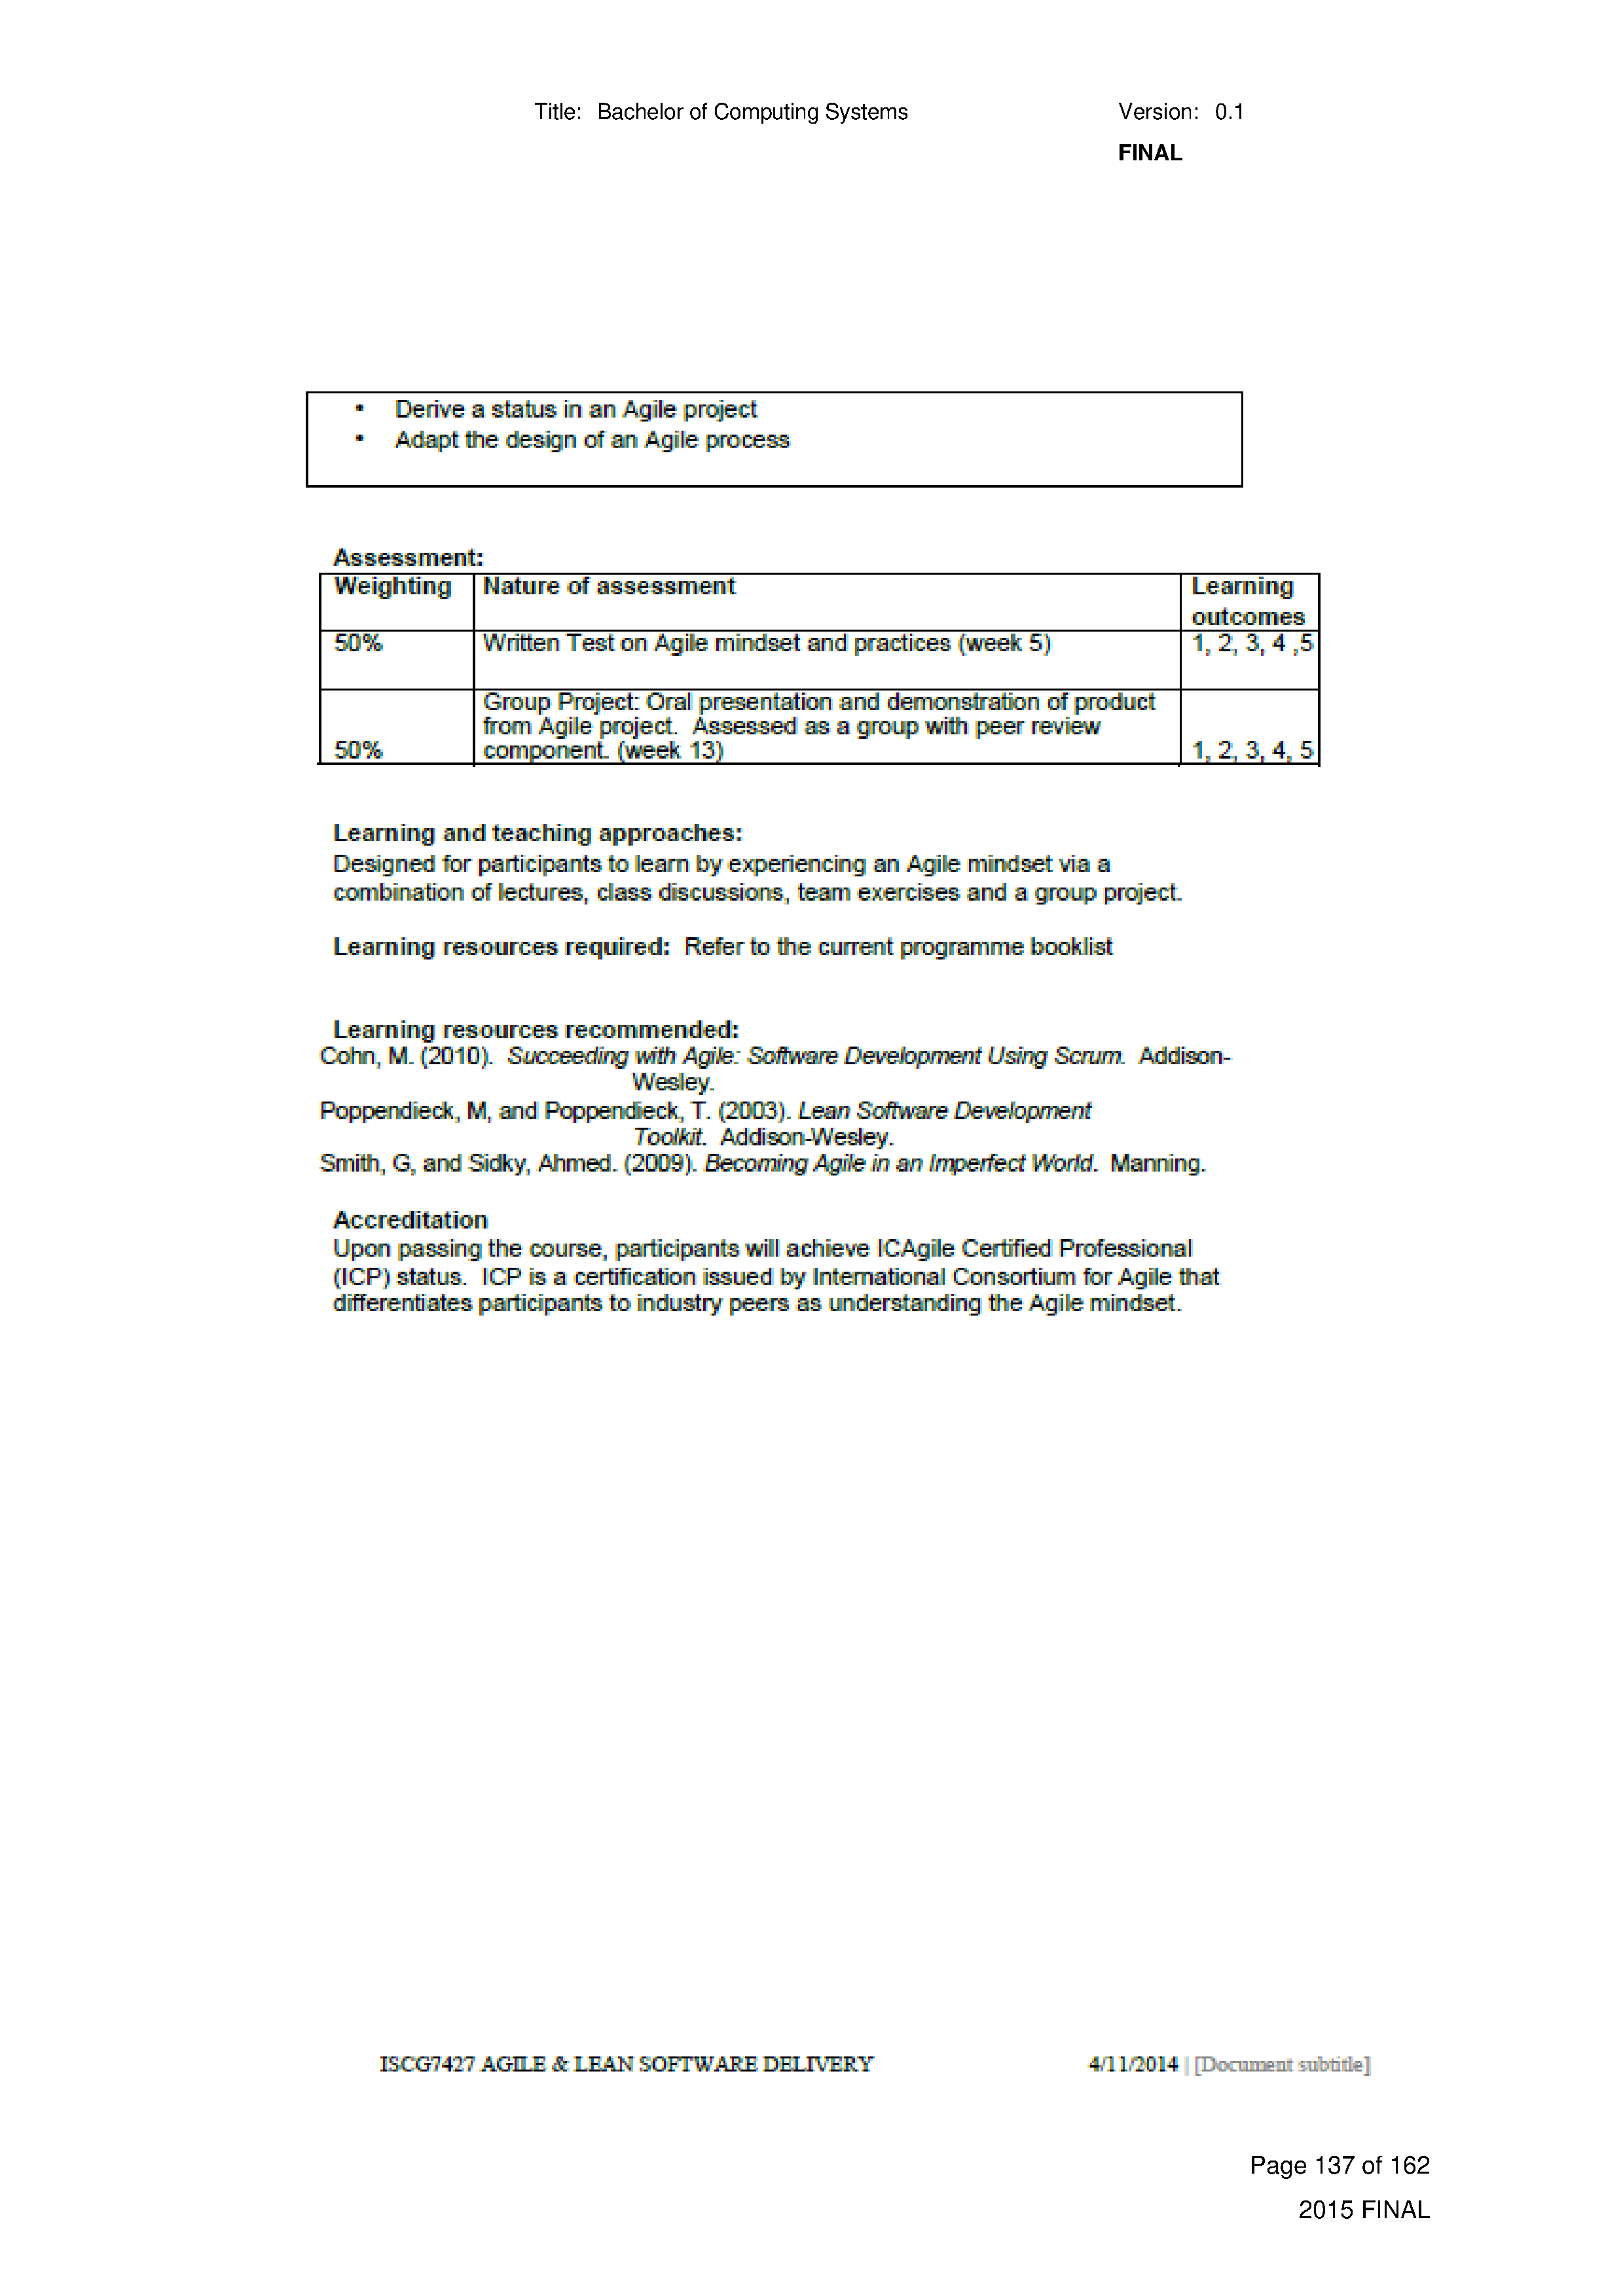 Title: Bachelor of Computing Systems Version: 0.1
FINAL
• Derive a status in an Agile project
• Adapt the design of an Agile process
Assessment:
Weighting Nature of assessment Learning
outcomes
50% Written Test on Agile mindset and practices (week 5) 1, 2, 3, 4 ,5
Group Project: Oral presentation and demonstration of product
from Agile project. Assessed as a group with peer review
50% component. (week 13) 1, 2, 3, 4, 5
Learning and teaching approaches:
Designed for participants to learn by experiencing an Agile mindset via a
combination of lectures, class discussions, team exercises and a group project.
Learning resources required: Refer to the current programme booklist
Learning resources recommended:
Cohn, M. (2010). Succeeding with Agile: Software Development Using Scrum. Addison-
Wesley.
Poppendieck, M, and Poppendieck, T. (2003). Lean Software Development
Toolkit. Addison-Wesley.
Smith, G, and Sidky, Ahmed. (2009). Becoming Agile in an Imperfect World. Manning.
Accreditation
Upon passing the course, participants will achieve ICAgile Certified Professional
(ICP) status. ICP is a certification issued by International Consortium for Agile that
differentiates participants to industry peers as understanding the Agile mindset.
ISCG7427 AGILE & LEAN SOFTWARE DELIVERY 4/11/2014 | [Document subtitle]
Page 137 of 162
2015 FINAL